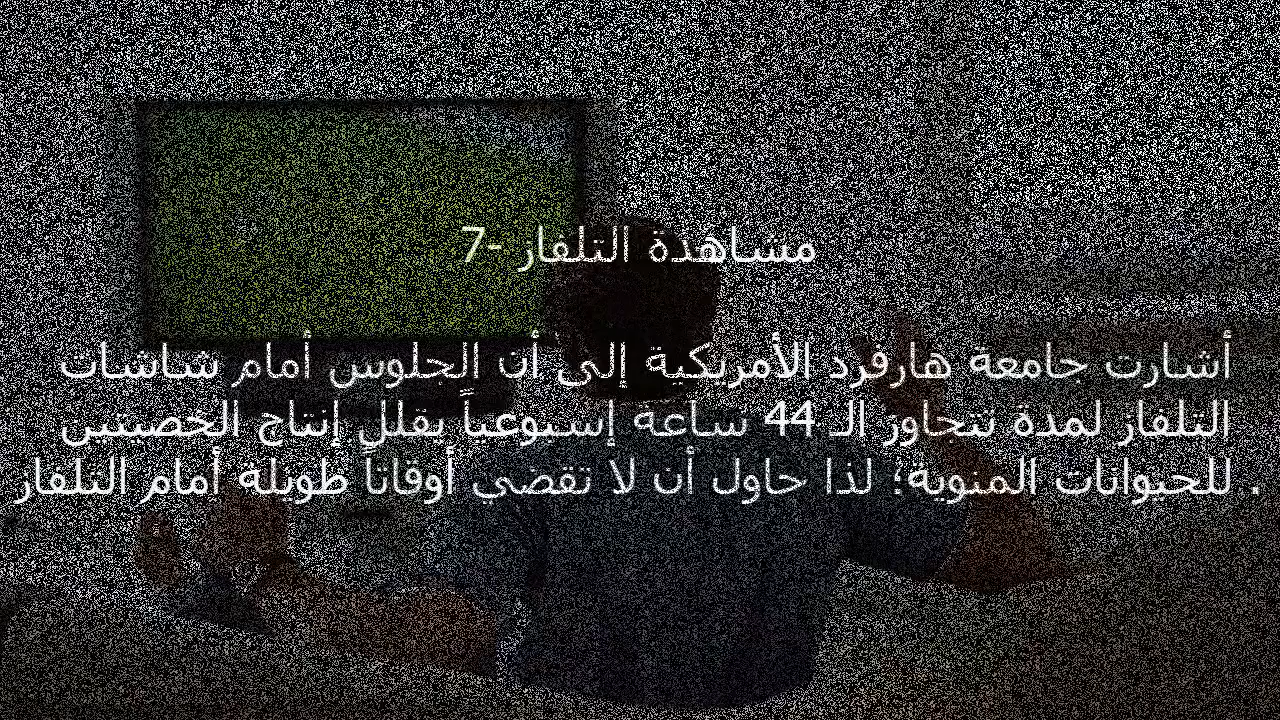 7- مشاهدة التلفاز
أشارت جامعة هارفرد الأمريكية إلى أن الجلوس أمام شاشات
التلفاز لمدة تتجاوز الـ 44 ساعة إسبوعياً يقلل إنتاج الخصيتين
للحيوانات المنوية؛ لذا حاول أن لا تقضي أوقاتاً طويلة أمام التلفاز .